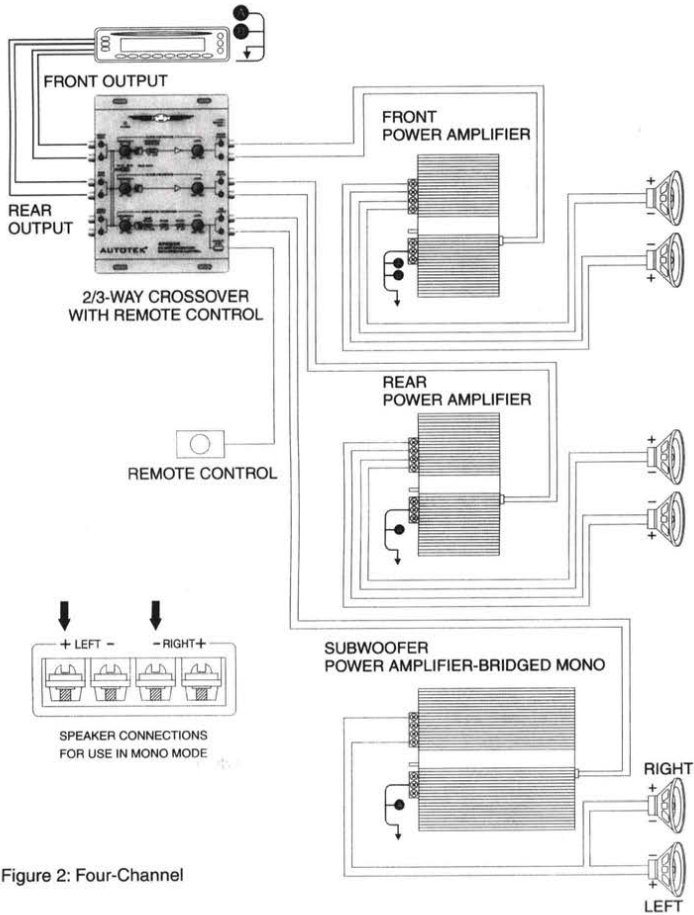 FRONT OUTPUT
FRONT
POWER AMPLIFIER
+
−
−
+
REAR
OUTPUT
AUTOTEK
2/3-WAY CROSSOVER
WITH REMOTE CONTROL
REAR
POWER AMPLIFIER
+
−
−
+
REMOTE CONTROL
+ LEFT −
− RIGHT +
SPEAKER CONNECTIONS
FOR USE IN MONO MODE
SUBWOOFER
POWER AMPLIFIER-BRIDGED MONO
RIGHT
+
−
−
+
LEFT
Figure 2: Four-Channel